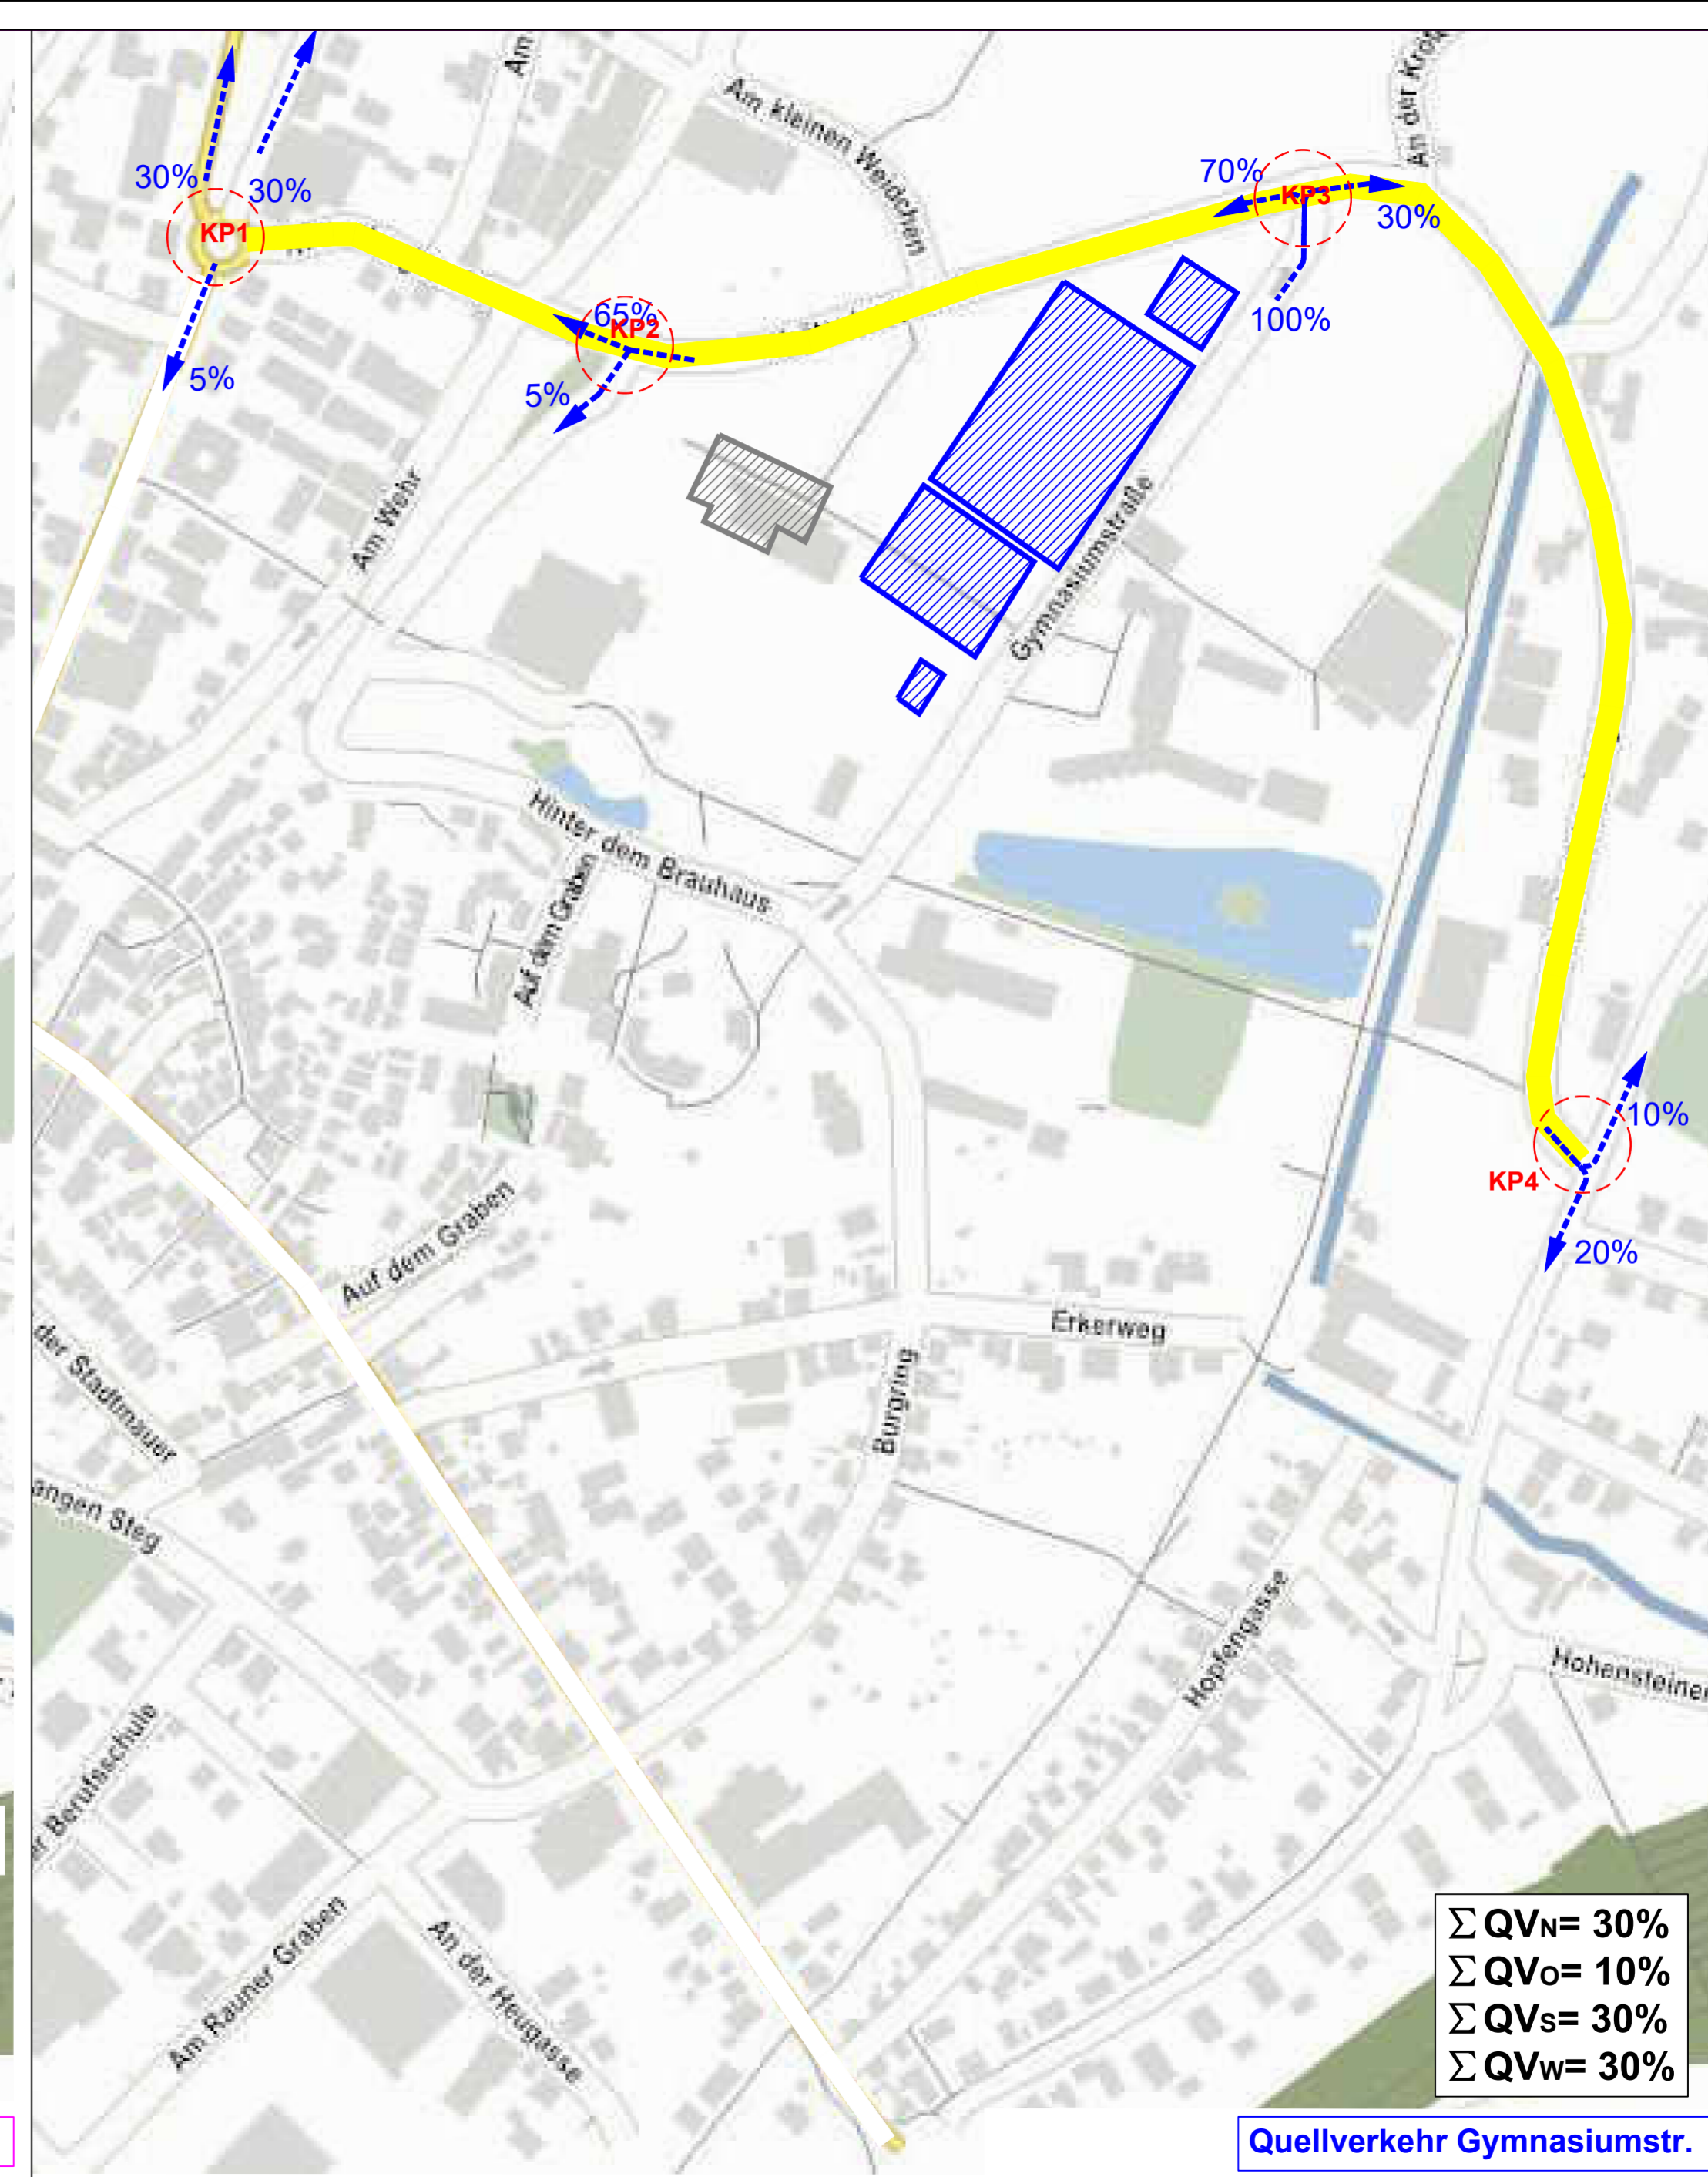 Am
Am kleinen Weidchen
An der
70%
KP3
30%
30%
30%
KP1
100%
65%
KP2
5%
5%
Am Wehr
Gymnasiumstraße
Hinter dem Brauhaus
Auf dem Graben
10%
KP4
20%
Auf dem Graben
Erkerweg
der Stadtmauer
Burgring
angen Steg
Hopfengasse
Hohensteiner
er Berufsschule
Am Rauner Graben
An der Heugasse
∑ QVN= 30%
∑ QVO= 10%
∑ QVS= 30%
∑ QVW= 30%
Quellverkehr Gymnasiumstr.